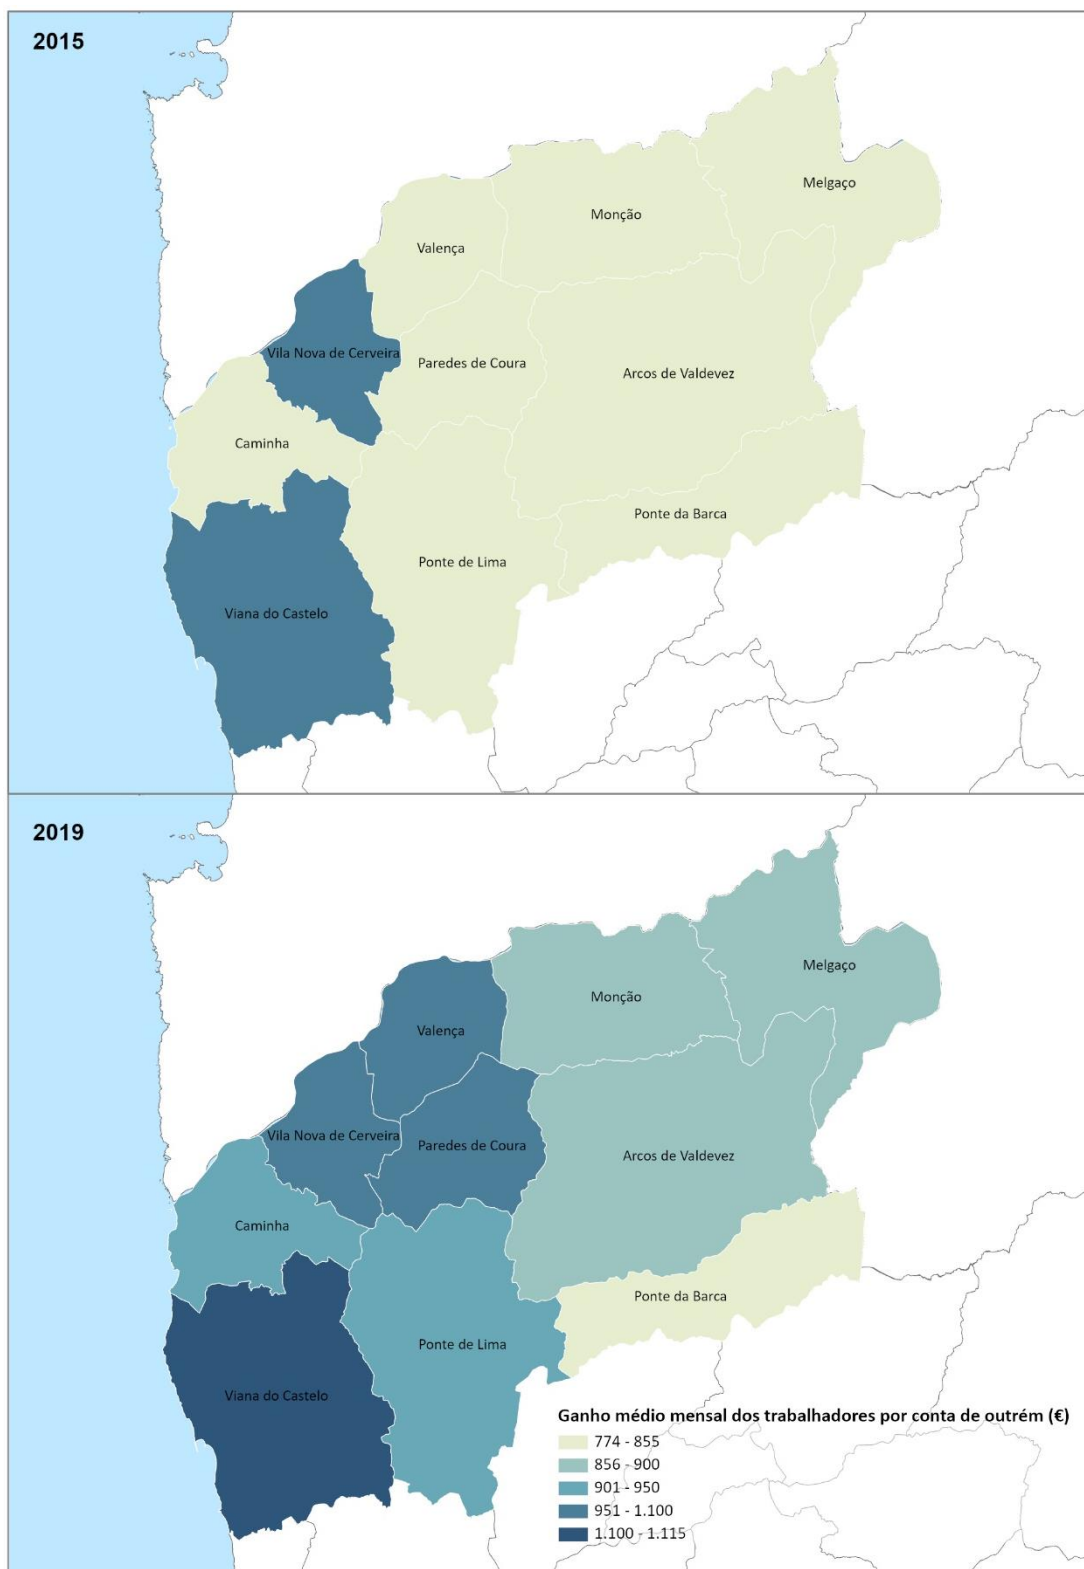 2015
Melgaço
Monção
Valença
Vila Nova de Cerveira
Paredes de Coura
Arcos de Valdevez
Caminha
Ponte da Barca
Ponte de Lima
Viana do Castelo
2019
Melgaço
Monção
Valença
Vila Nova de Cerveira
Paredes de Coura
Arcos de Valdevez
Caminha
Ponte da Barca
Ponte de Lima
Viana do Castelo
Ganho médio mensal dos trabalhadores por conta de outrém (€)
774 - 855
856 - 900
901 - 950
951 - 1.100
1.100 - 1.115